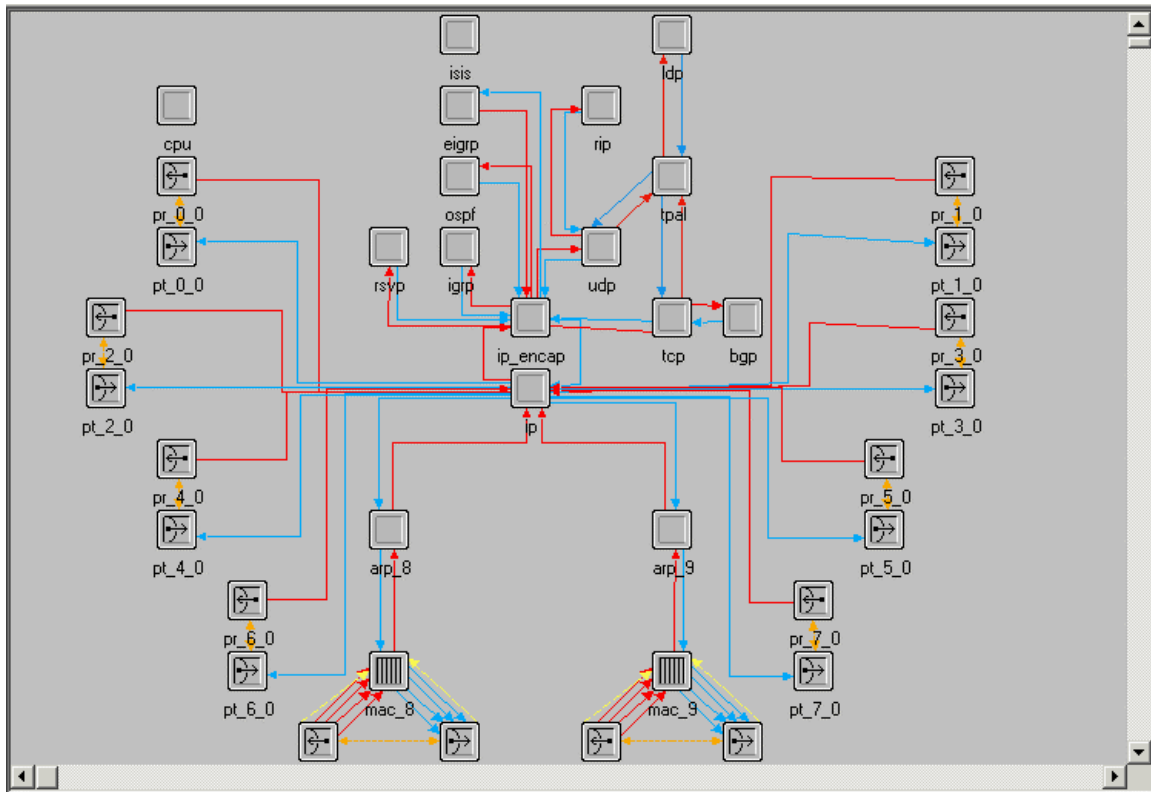 isis
ldp
cpu
eigrp
rip
pr_0_0
ospf
tpal
pr_1_0
pt_0_0
rsvp
igrp
udp
pt_1_0
pr_2_0
ip_encap
tcp
bgp
pr_3_0
pt_2_0
ip
pt_3_0
pr_4_0
pr_5_0
pt_4_0
arp_8
arp_9
pt_5_0
pr_6_0
pr_7_0
pt_6_0
mac_8
mac_9
pt_7_0